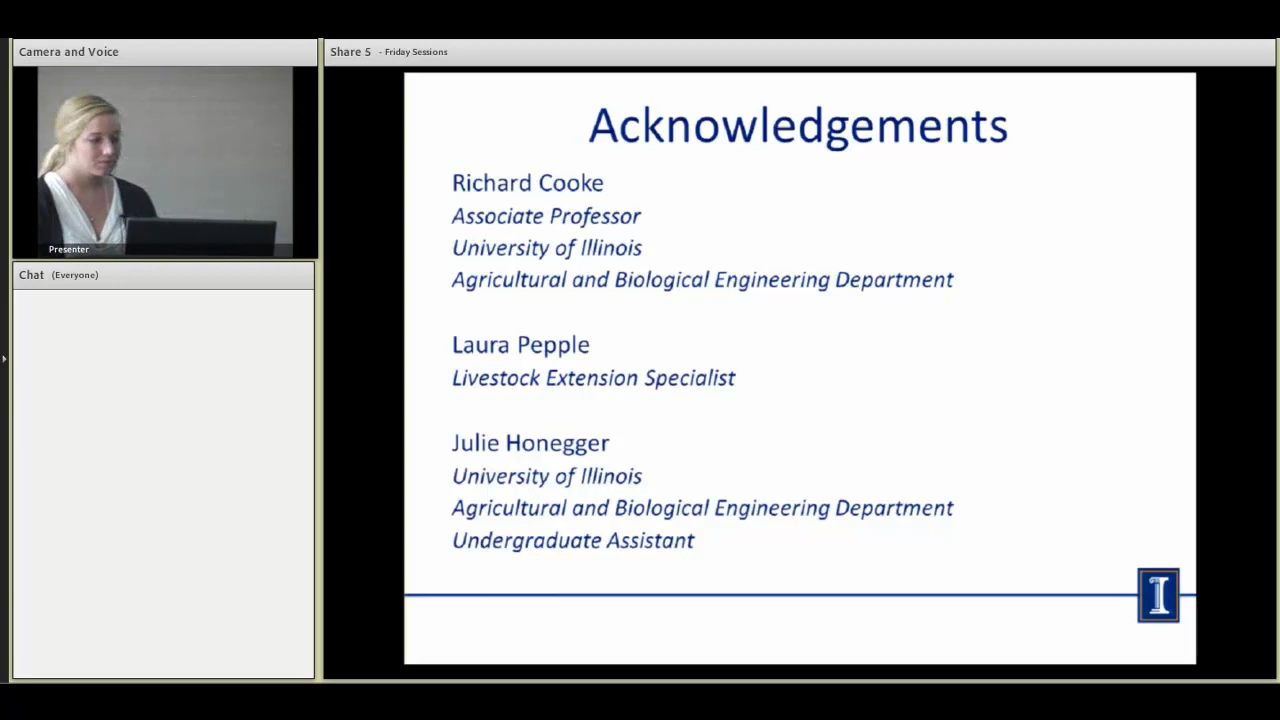 Camera and Voice
Presenter
Chat (Everyone)
Share 5 - Friday Sessions
Acknowledgements
Richard Cooke
Associate Professor
University of Illinois
Agricultural and Biological Engineering Department
Laura Pepple
Livestock Extension Specialist
Julie Honegger
University of Illinois
Agricultural and Biological Engineering Department
Undergraduate Assistant
I